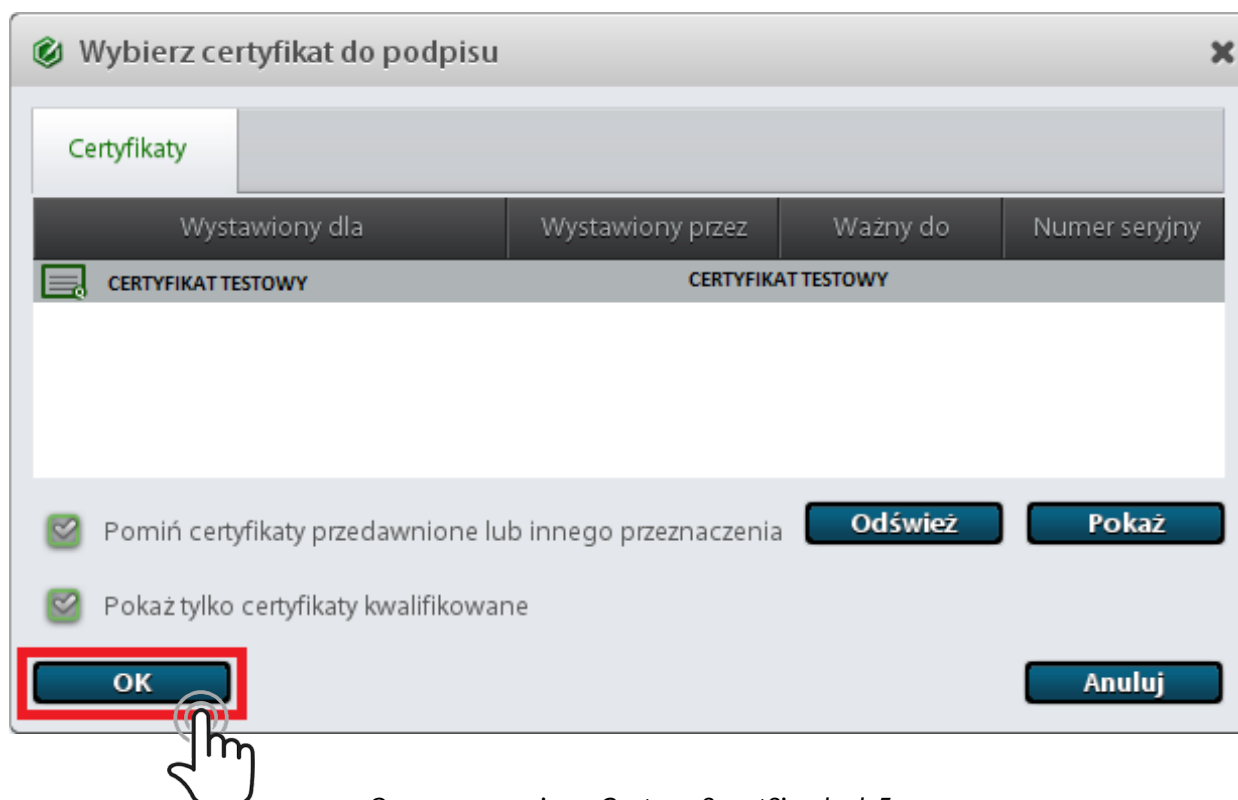 Wybierz certyfikat do podpisu
Certyfikaty
Wystawiony dla Wystawiony przez Ważny do Numer seryjny
CERTYFIKAT TESTOWY CERTYFIKAT TESTOWY
Pomiń certyfikaty przedawnione lub innego przeznaczenia Odśwież Pokaż
Pokaż tylko certyfikaty kwalifikowane
OK Anuluj